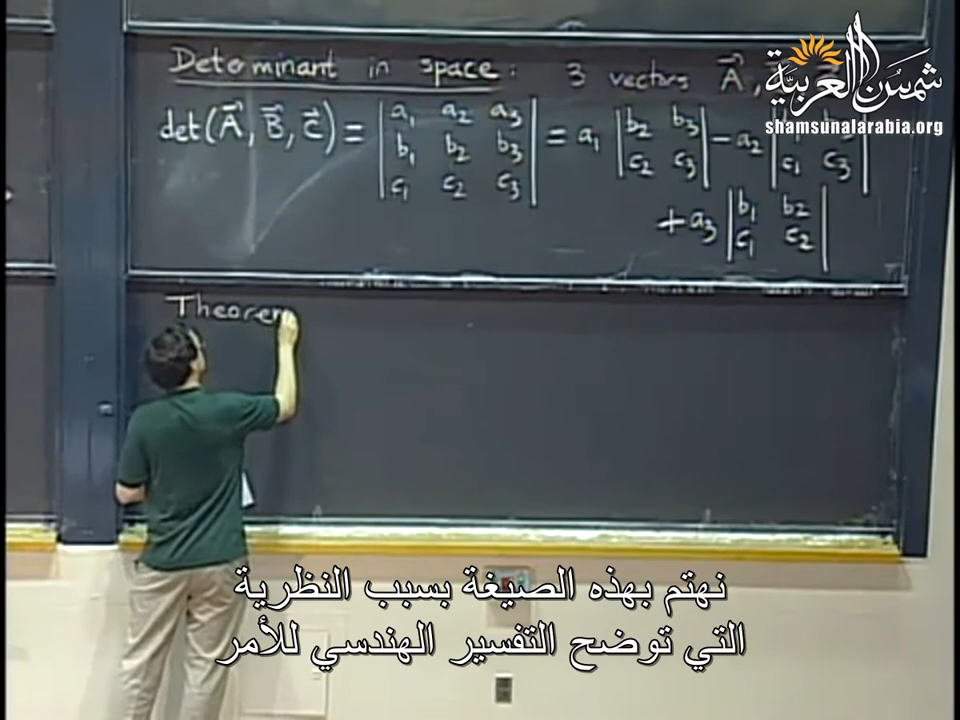 Determinant in space : 3 vectors A⃗,
شمس العربية
shamsunalarabia.org
det(A⃗, B⃗, C⃗) = | a₁ a₂ a₃ | = a₁ | b₂ b₃ | - a₂ | b₃ |
| b₁ b₂ b₃ | | c₂ c₃ | | c₁ c₃ |
| c₁ c₂ c₃ | + a₃ | b₁ b₂ |
| c₁ c₂ |
Theorem
نهتم بهذه الصيغة بسبب النظرية
التي توضح التفسير الهندسي للأمر